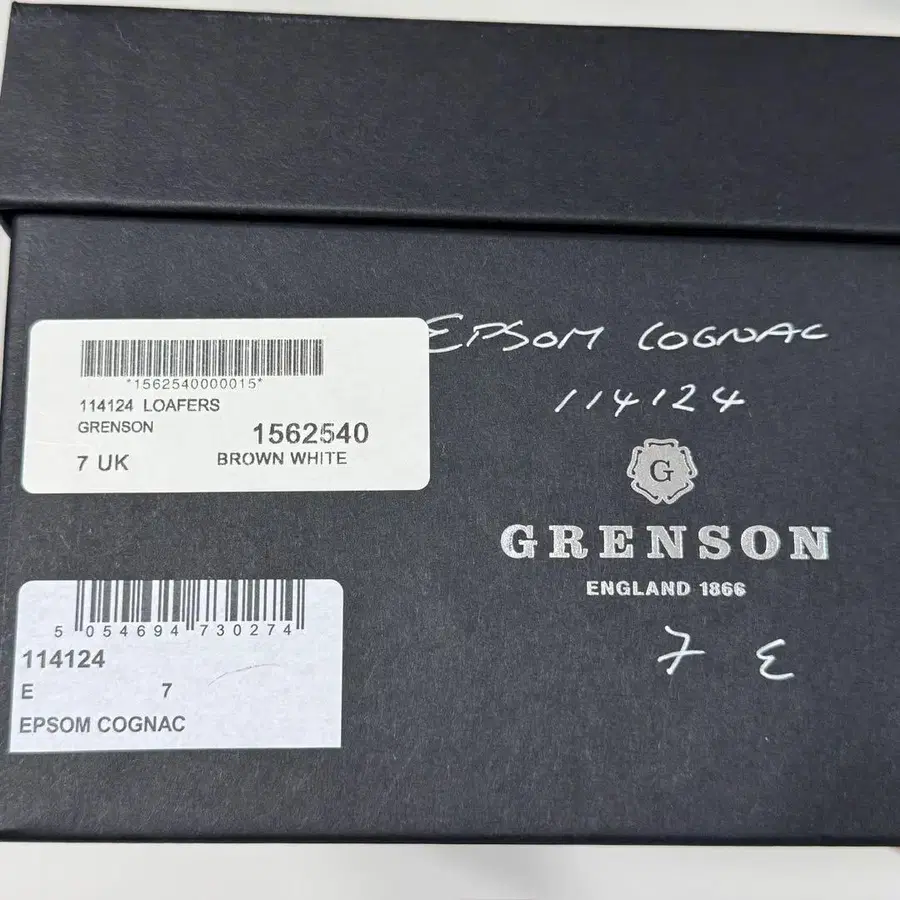 *1562540000015*
114124 LOAFERS
GRENSON
1562540
7 UK
BROWN WHITE
EPSOM COGNAC
114124
G
GRENSON
ENGLAND 1866
7 E
5 054694 730274
114124
E 7
EPSOM COGNAC